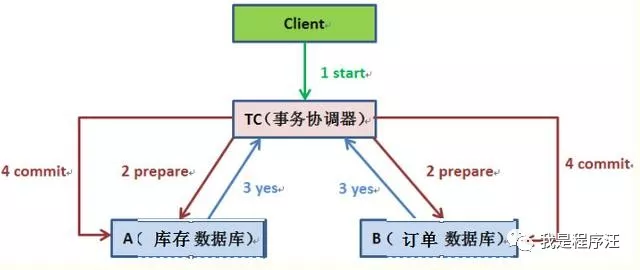 Client
1 start
TC（事务协调器）
4 commit
2 prepare
3 yes
3 yes
2 prepare
4 commit
A（ 库存 数据库）
B（ 订单 数据库）
我是程序汪